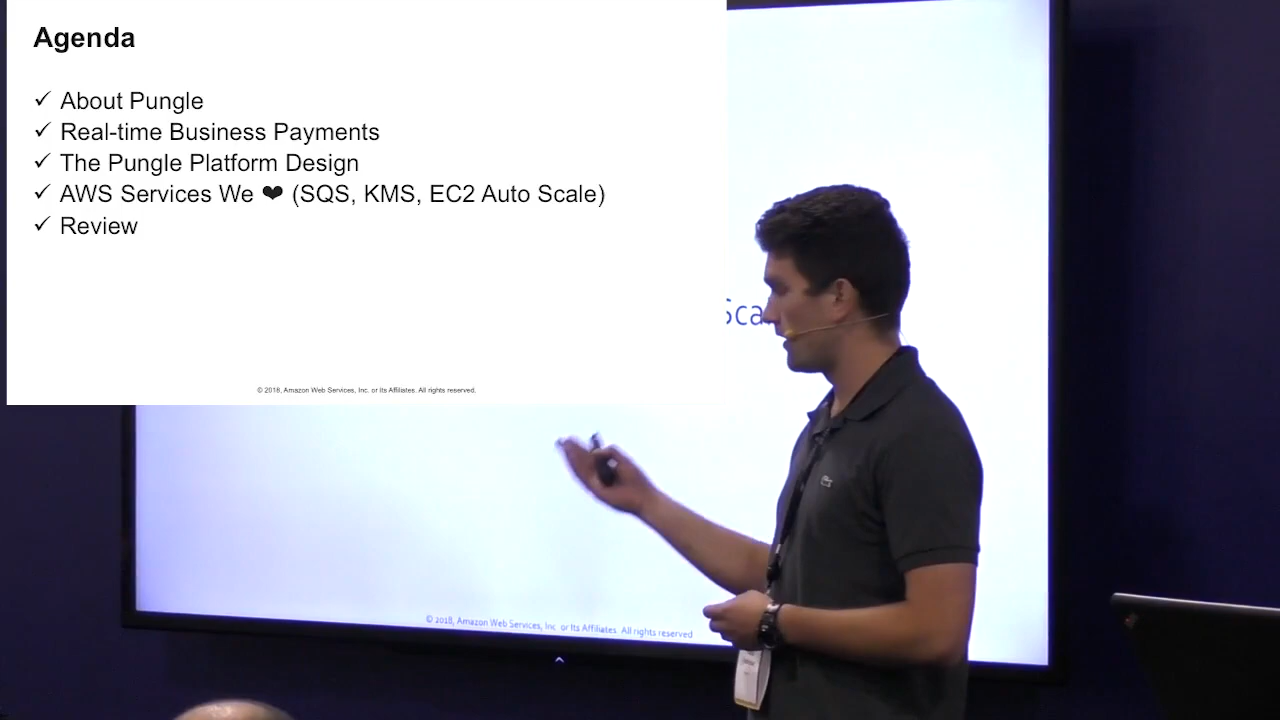 Agenda
✓ About Pungle
✓ Real-time Business Payments
✓ The Pungle Platform Design
✓ AWS Services We ❤ (SQS, KMS, EC2 Auto Scale)
✓ Review
© 2018, Amazon Web Services, Inc. or Its Affiliates. All rights reserved.
Sca
© 2018, Amazon Web Services, Inc. or Its Affiliates. All rights reserved